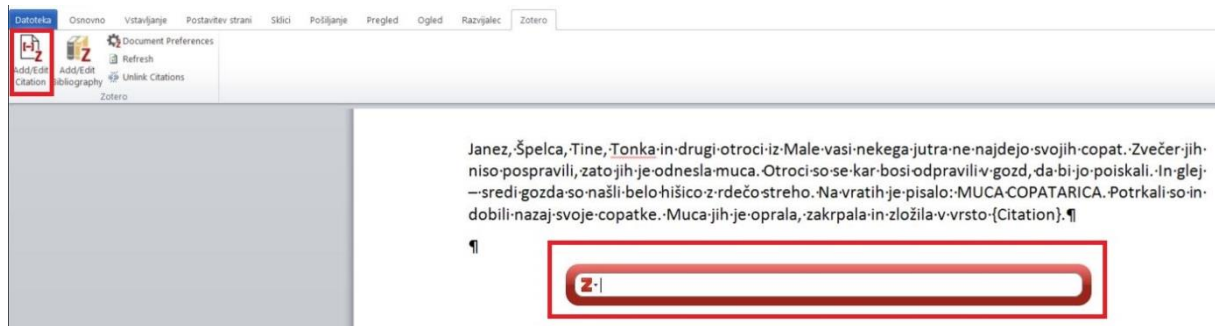 Datoteka Osnovno Vstavljanje Postavitev strani Sklici Pošiljanje Pregled Ogled Razvijalec Zotero
Document Preferences
Refresh
Unlink Citations
Add/Edit Citation
Add/Edit Bibliography
Zotero
Janez, Špelca, Tine, Tonka in drugi otroci iz Male vasi nekega jutra ne najdejo svojih copat. Zvečer jih
niso pospravili, zato jih je odnesla muca. Otroci so se kar bosi odpravili v gozd, da bi jo poiskali. In glej
– sredi gozda so našli belo hišico z rdečo streho. Na vratih je pisalo: MUCA COPATARICA. Potrkali so in
dobili nazaj svoje copatke. Muca jih je oprala, zakrpala in zložila v vrsto {Citation}.¶
¶
Z